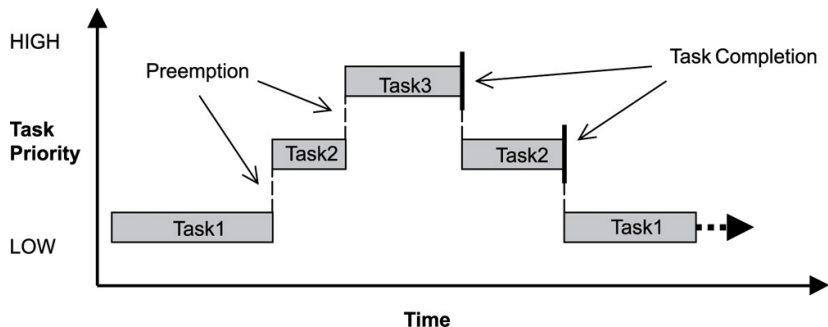 HIGH
Preemption
Task Completion
Task3
Task
Priority
Task2
Task2
Task1
Task1
LOW
Time